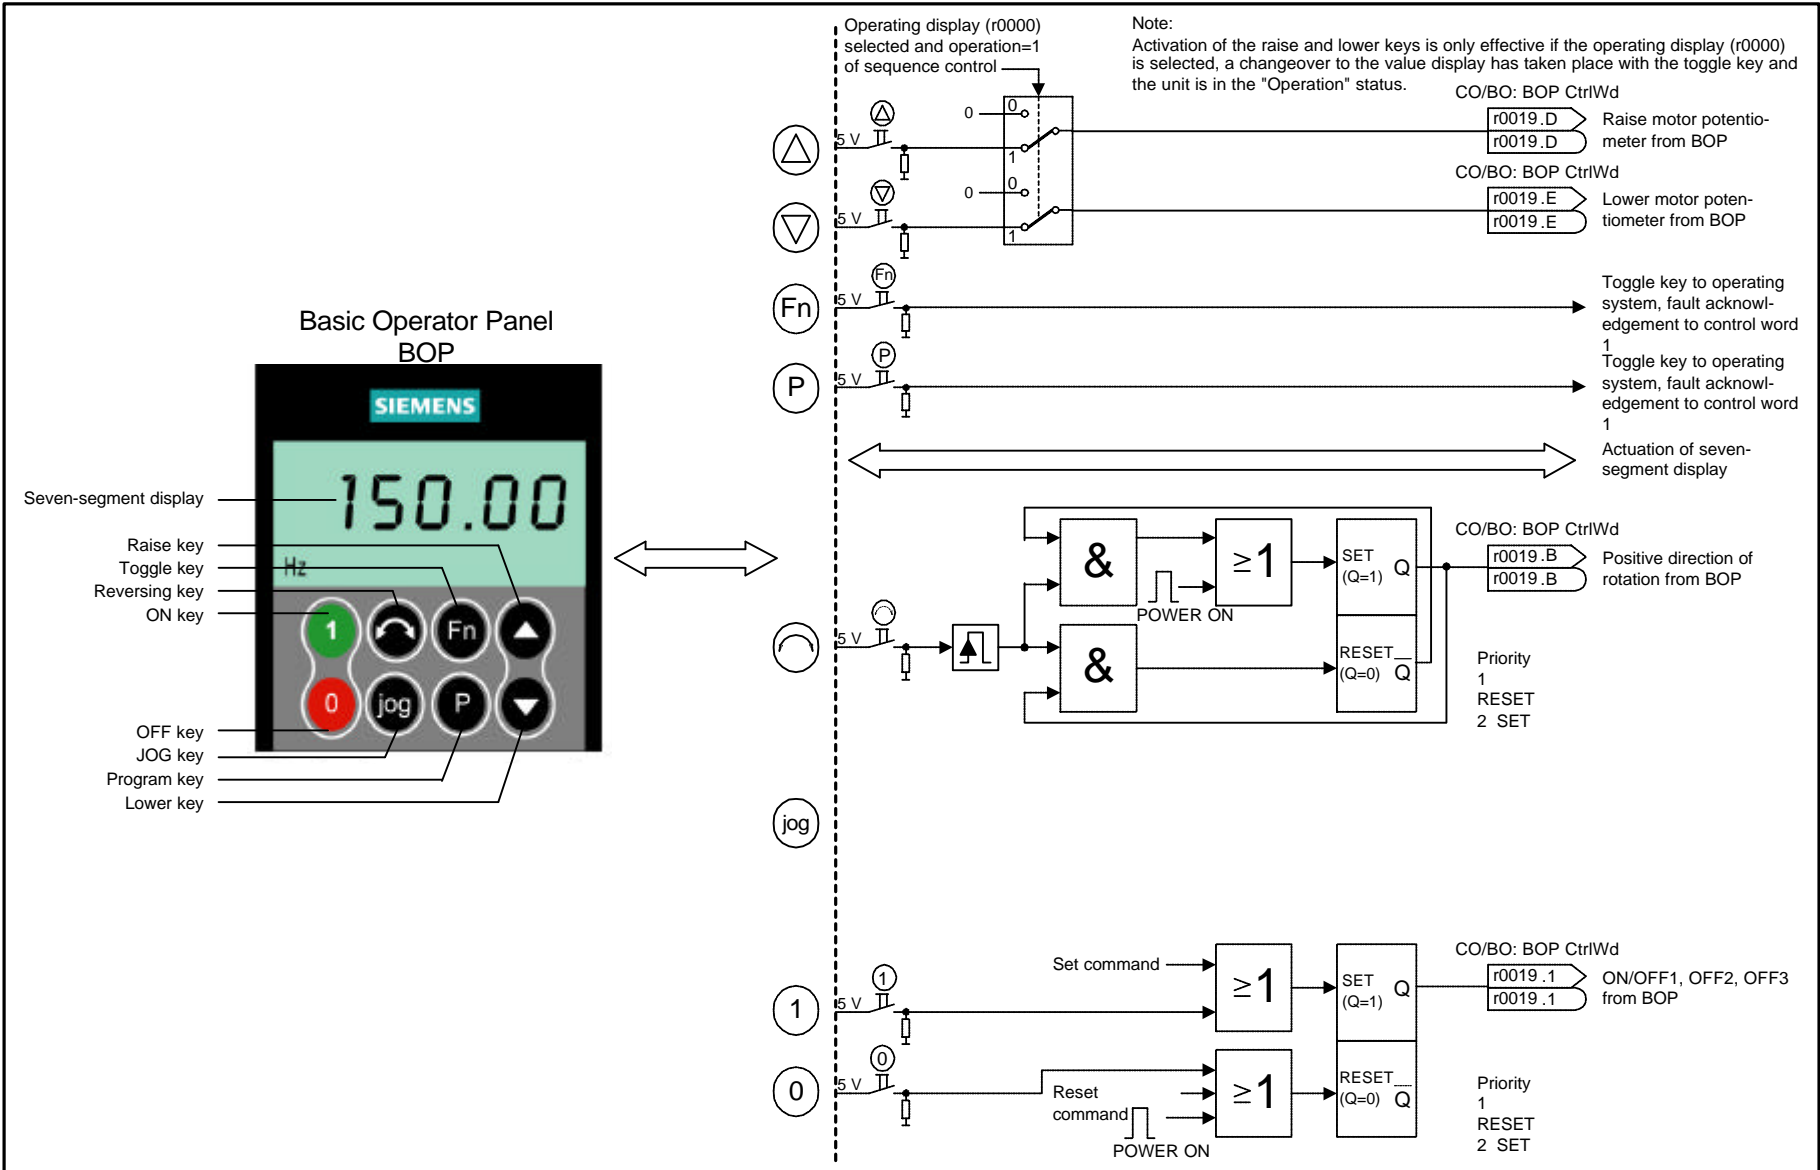 Operating display (r0000)
selected and operation=1
of sequence control
Note:
Activation of the raise and lower keys is only effective if the operating display (r0000)
is selected, a changeover to the value display has taken place with the toggle key and
the unit is in the "Operation" status.
CO/BO: BOP CtrlWd
0
0
5 V
1
r0019.D
r0019.D
Raise motor potentio-
meter from BOP
CO/BO: BOP CtrlWd
0
0
5 V
1
r0019.E
r0019.E
Lower motor poten-
tiometer from BOP
Fn
Fn
5 V
Toggle key to operating
system, fault acknowl-
edgement to control word
1
P
P
5 V
Toggle key to operating
system, fault acknowl-
edgement to control word
1
Actuation of seven-
segment display
Basic Operator Panel
BOP
SIEMENS
150.00
Hz
1
Fn
0
jog
P
Seven-segment display
Raise key
Toggle key
Reversing key
ON key
OFF key
JOG key
Program key
Lower key
5 V
&
≥1
POWER ON
&
SET
(Q=1)
Q
RESET
(Q=0)
Q
CO/BO: BOP CtrlWd
r0019.B
r0019.B
Positive direction of
rotation from BOP
Priority
1
RESET
2 SET
jog
1
1
5 V
Set command
≥1
SET
(Q=1)
Q
CO/BO: BOP CtrlWd
r0019.1
r0019.1
ON/OFF1, OFF2, OFF3
from BOP
0
0
5 V
Reset
command
POWER ON
≥1
RESET
(Q=0)
Q
Priority
1
RESET
2 SET